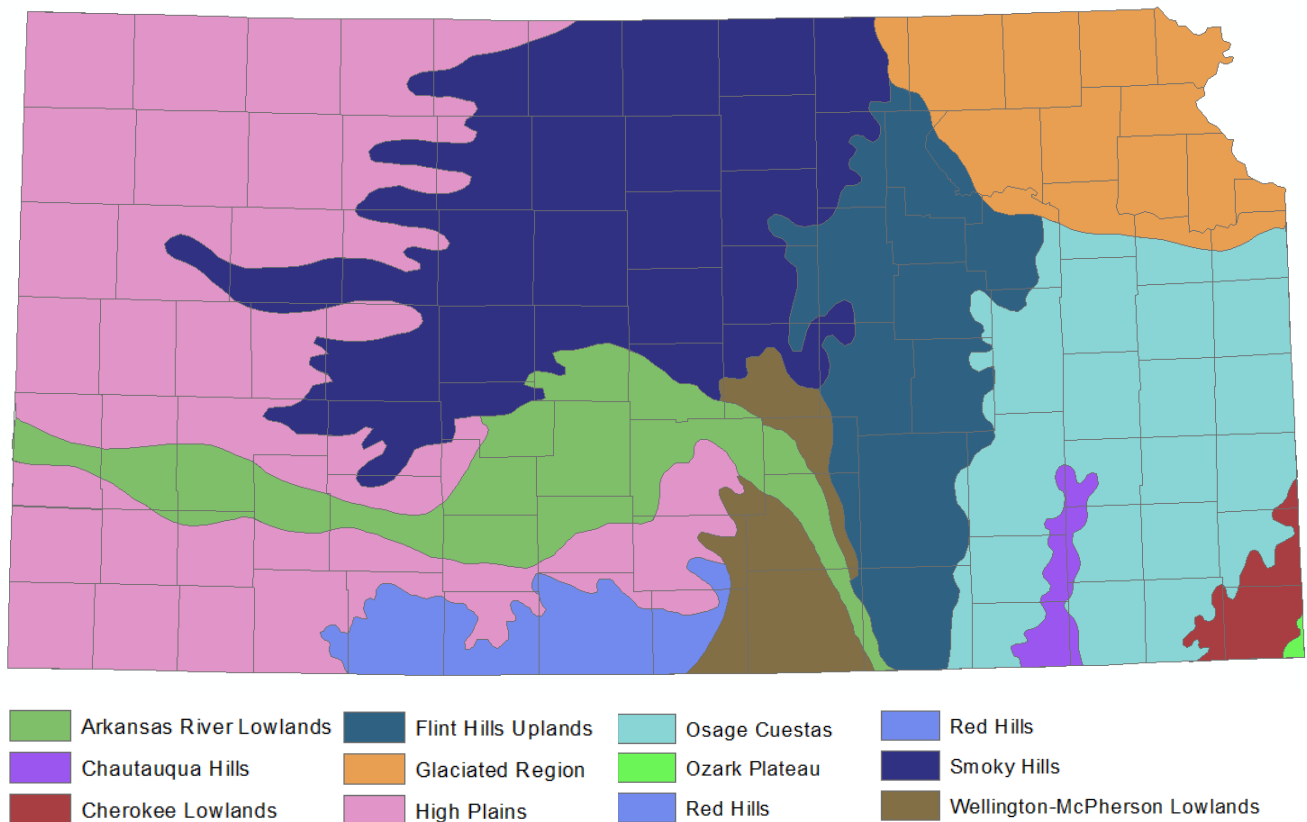 Arkansas River Lowlands
Chautauqua Hills
Cherokee Lowlands
Flint Hills Uplands
Glaciated Region
High Plains
Osage Cuestas
Ozark Plateau
Red Hills
Red Hills
Smoky Hills
Wellington-McPherson Lowlands